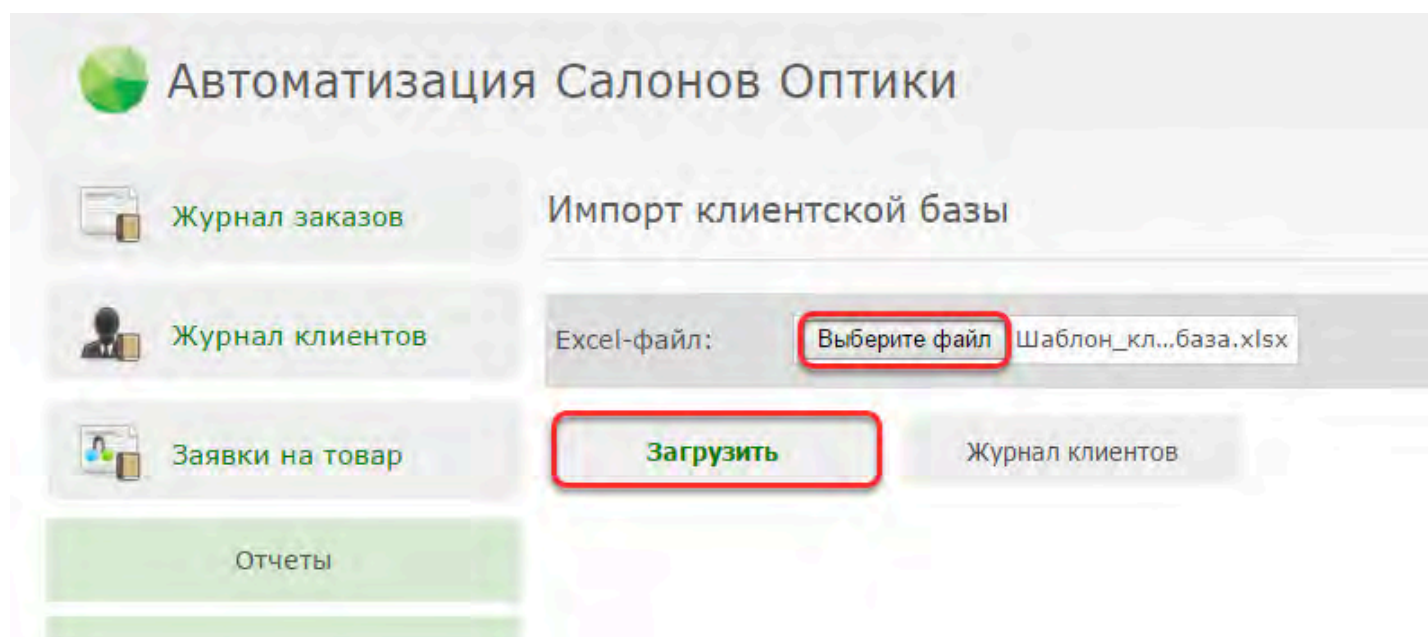 Автоматизация Салонов Оптики
Журнал заказов
Импорт клиентской базы
Журнал клиентов
Excel-файл: Выберите файл Шаблон_кл...база.xlsx
Заявки на товар
Загрузить Журнал клиентов
Отчеты